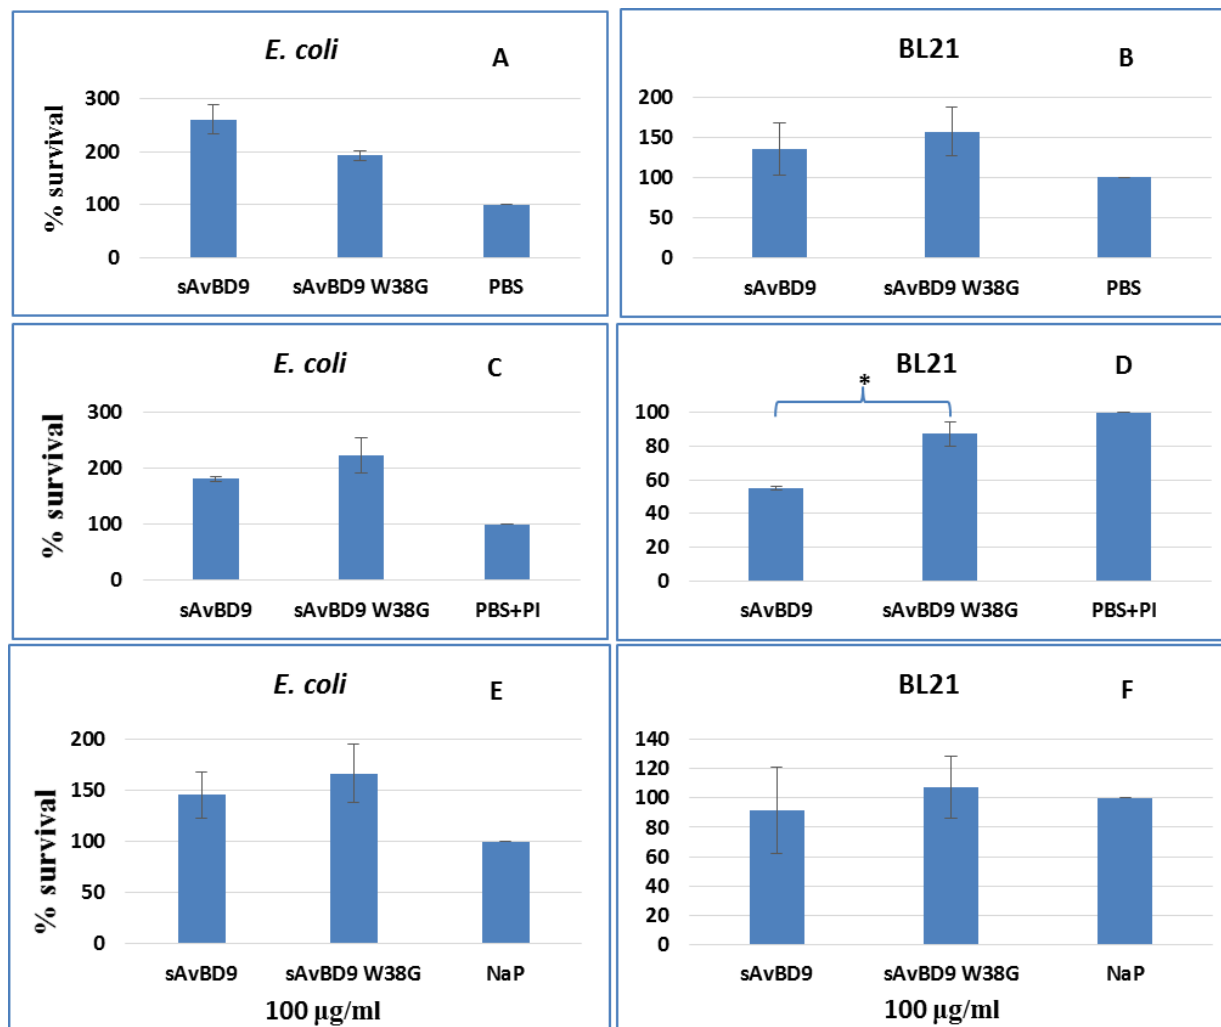 E. coli A
% survival
300
200
100
0
sAvBD9 sAvBD9 W38G PBS
BL21 B
200
150
100
50
0
sAvBD9 sAvBD9 W38G PBS
E. coli C
% survival
300
200
100
0
sAvBD9 sAvBD9 W38G PBS+PI
BL21 D
*
100
80
60
40
20
0
sAvBD9 sAvBD9 W38G PBS+PI
E. coli E
% survival
200
150
100
50
0
sAvBD9 sAvBD9 W38G NaP
100 µg/ml
BL21 F
140
120
100
80
60
40
20
0
sAvBD9 sAvBD9 W38G NaP
100 µg/ml